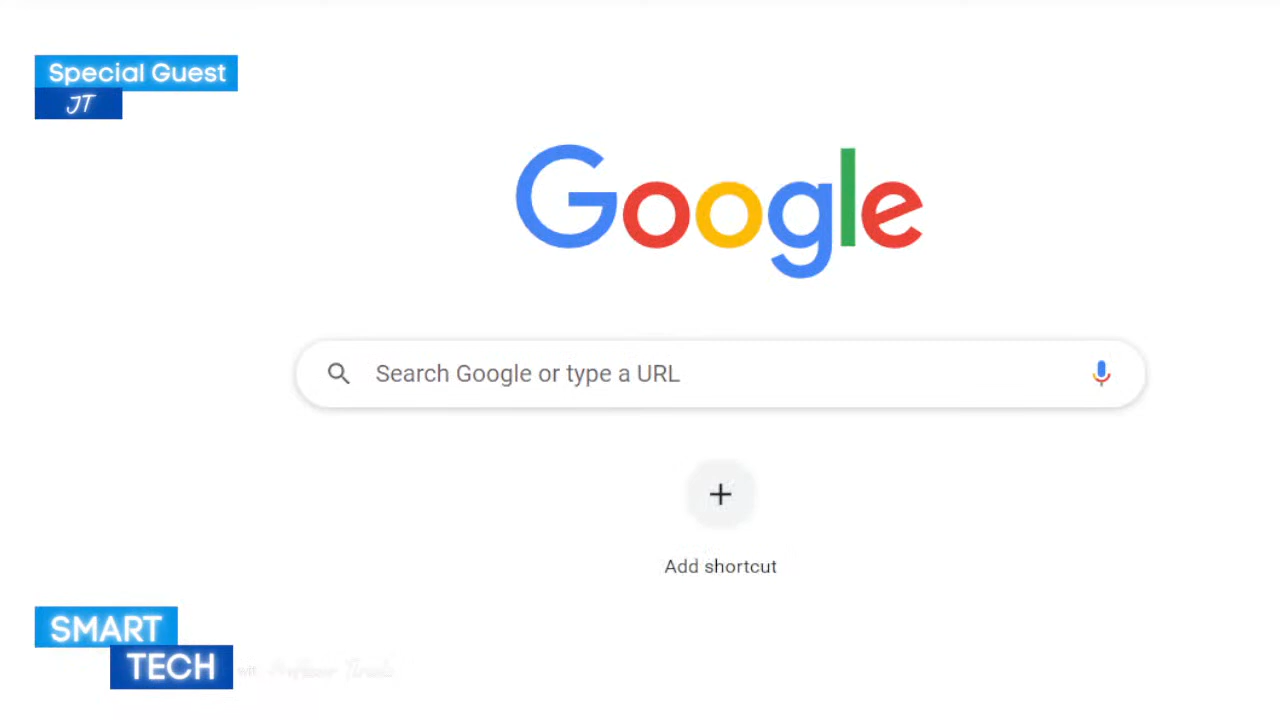 Special Guest
JT
Google
Search Google or type a URL
Add shortcut
SMART
TECH